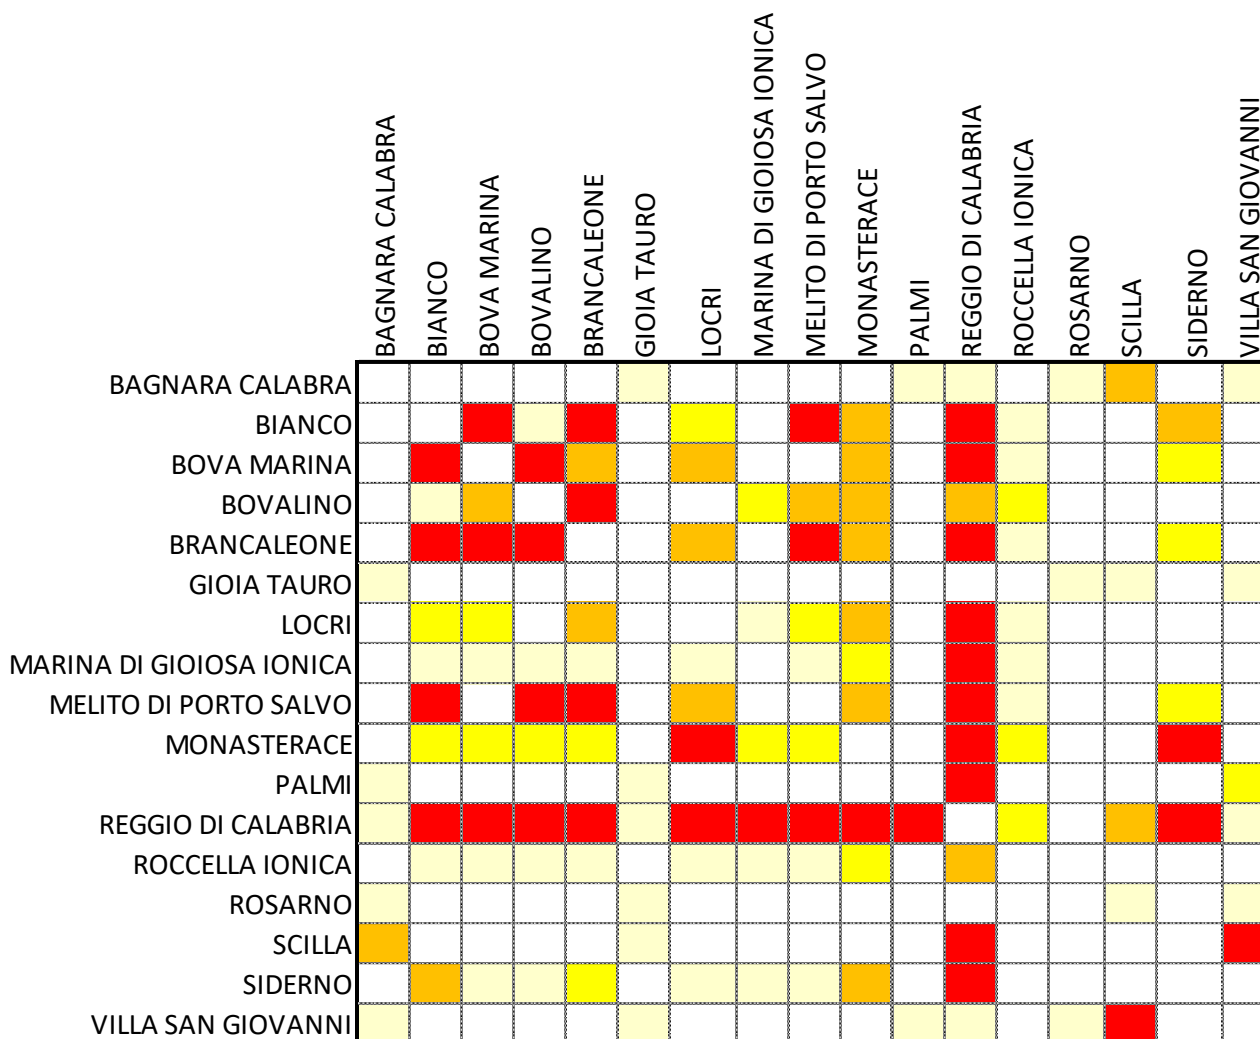 BAGNARA CALABRA
BIANCO
BOVA MARINA
BOVALINO
BRANCALEONE
GIOIA TAURO
LOCRI
MARINA DI GIOIOSA IONICA
MELITO DI PORTO SALVO
MONASTERACE
PALMI
REGGIO DI CALABRIA
ROCCELLA IONICA
ROSARNO
SCILLA
SIDERNO
VILLA SAN GIOVANNI
BAGNARA CALABRA
BIANCO
BOVA MARINA
BOVALINO
BRANCALEONE
GIOIA TAURO
LOCRI
MARINA DI GIOIOSA IONICA
MELITO DI PORTO SALVO
MONASTERACE
PALMI
REGGIO DI CALABRIA
ROCCELLA IONICA
ROSARNO
SCILLA
SIDERNO
VILLA SAN GIOVANNI